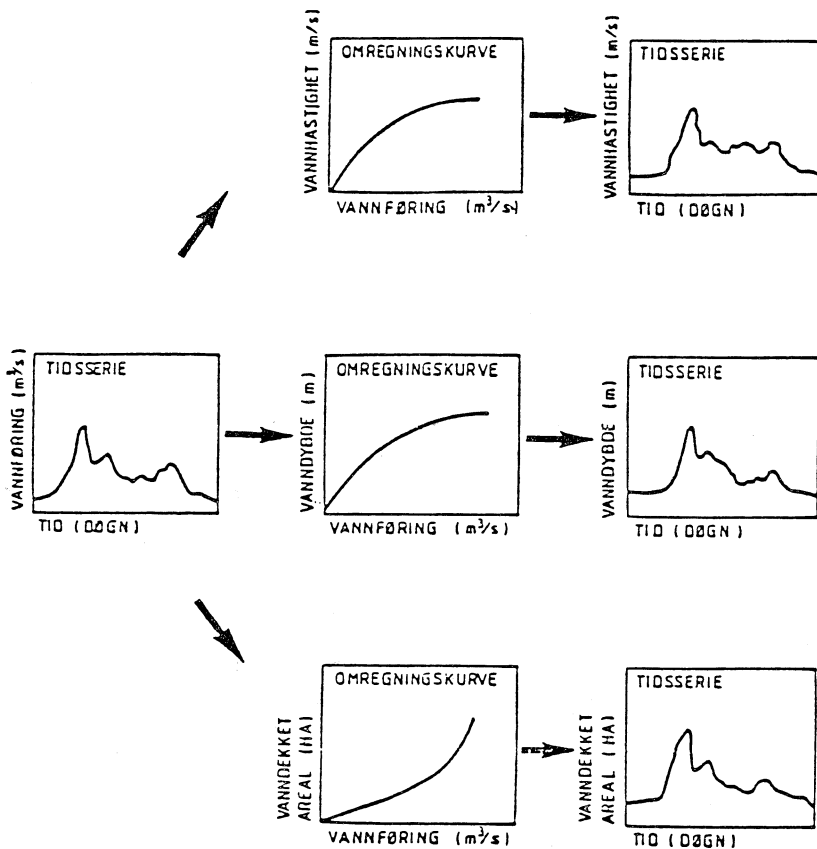 VANNHASTIGHET (m/s)
OMREGNINGSKURVE
VANNFØRING (m³/s)
VANNHASTIGHET (m/s)
TIDSSERIE
TID (DØGN)
VANNFØRING (m³/s)
TIDSSERIE
TID (DØGN)
VANNDYBDE (m)
OMREGNINGSKURVE
VANNFØRING (m³/s)
VANNDYBDE (m)
TIDSSERIE
TID (DØGN)
VANNDEKKET
AREAL (HA)
OMREGNINGSKURVE
VANNFØRING (m³/s)
VANNDEKKET
AREAL (HA)
TIDSSERIE
TID (DØGN)